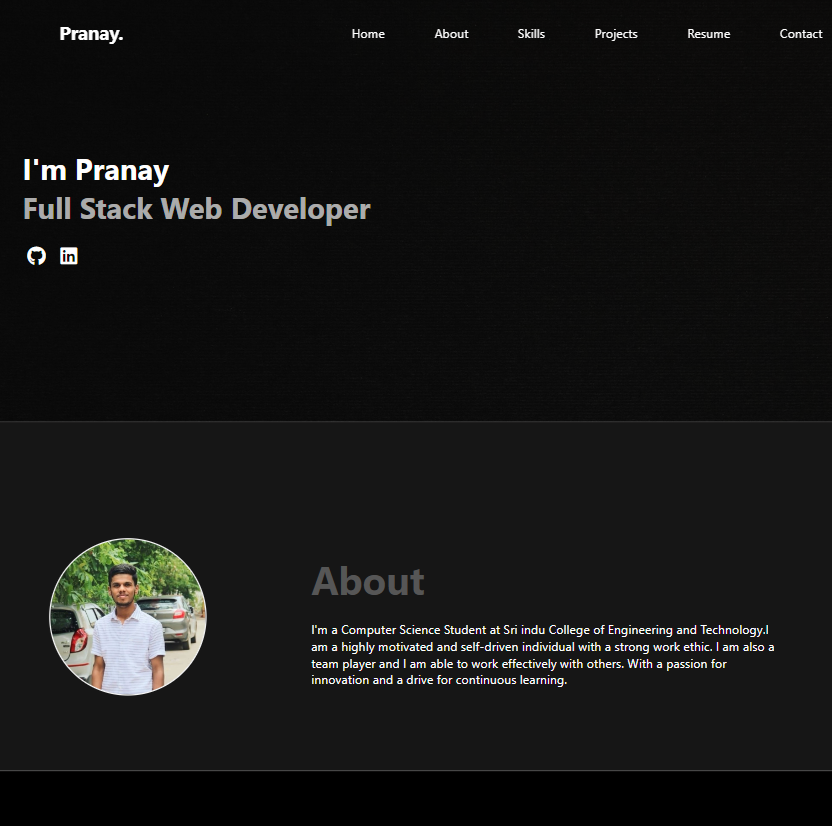 Pranay.
Home About Skills Projects Resume Contact
I'm Pranay
Full Stack Web Developer
in
About
I'm a Computer Science Student at Sri indu College of Engineering and Technology.I
am a highly motivated and self-driven individual with a strong work ethic. I am also a
team player and I am able to work effectively with others. With a passion for
innovation and a drive for continuous learning.